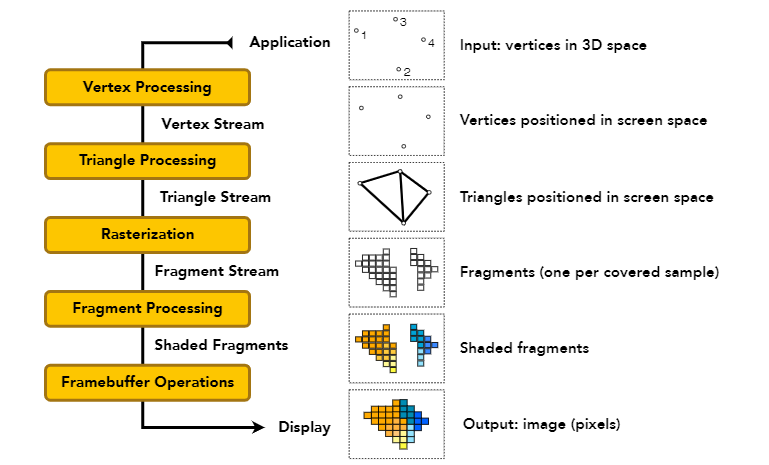 Application
3
1
4
2
Input: vertices in 3D space
Vertex Processing
Vertex Stream
Vertices positioned in screen space
Triangle Processing
Triangle Stream
Triangles positioned in screen space
Rasterization
Fragment Stream
Fragments (one per covered sample)
Fragment Processing
Shaded Fragments
Shaded fragments
Framebuffer Operations
Display
Output: image (pixels)